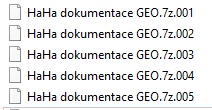 HaHa dokumentace GEO.7z.001
HaHa dokumentace GEO.7z.002
HaHa dokumentace GEO.7z.003
HaHa dokumentace GEO.7z.004
HaHa dokumentace GEO.7z.005